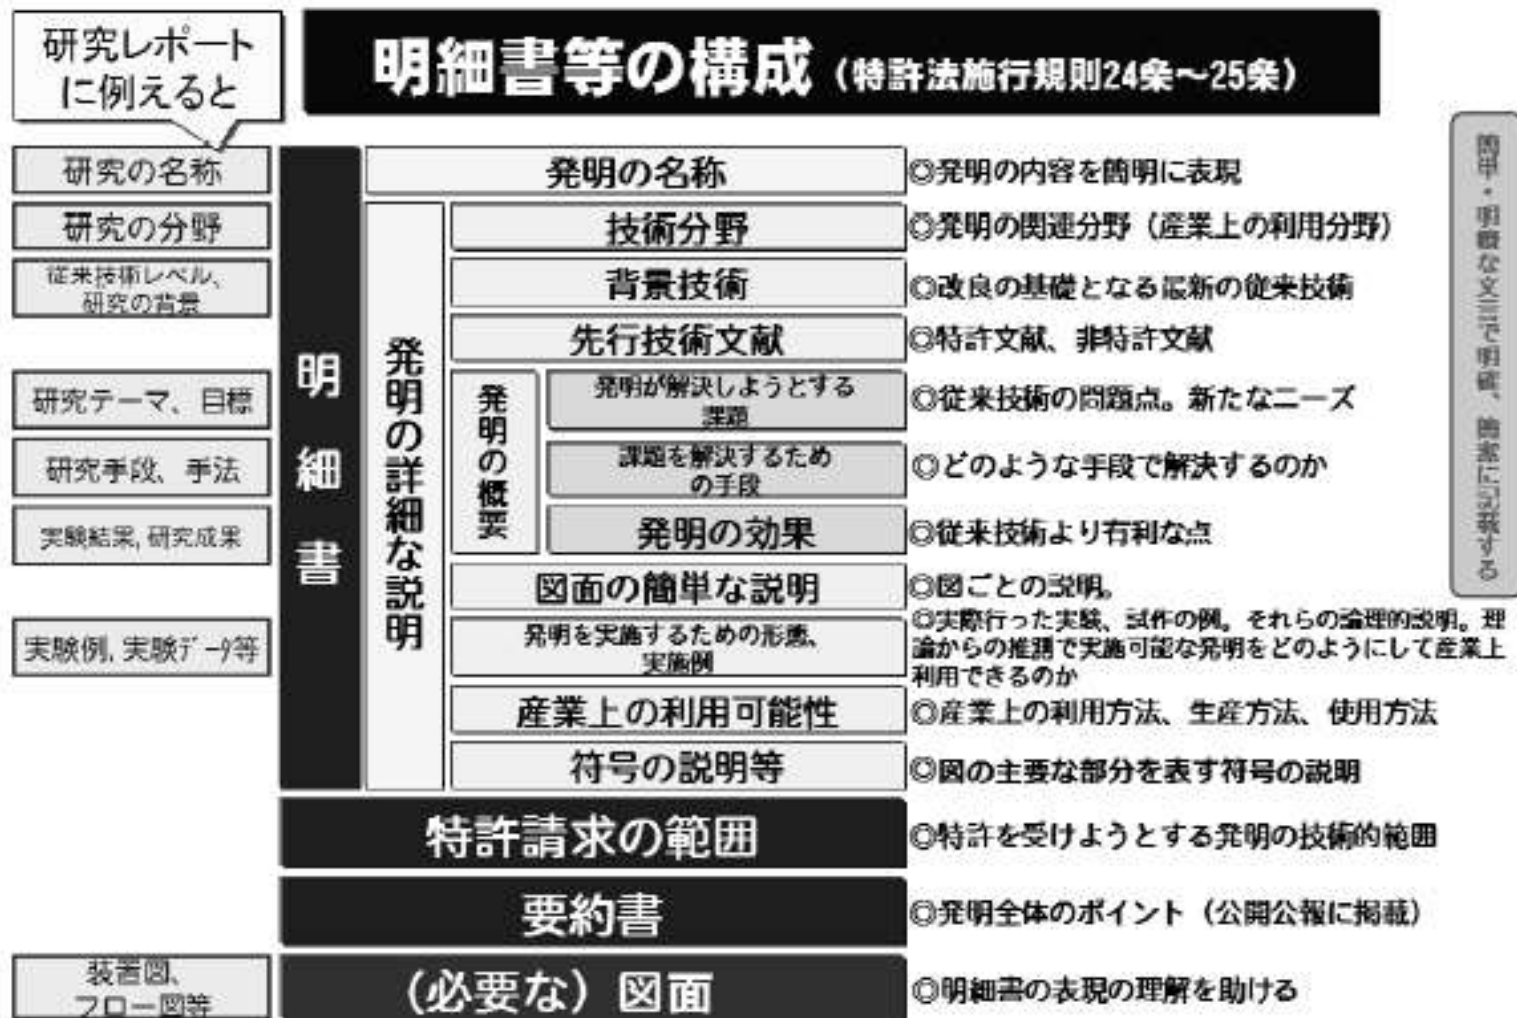 研究レポート
に例えると
明細書等の構成（特許法施行規則24条～25条）
研究の名称
発明の名称
◎発明の内容を簡明に表現
研究の分野
技術分野
◎発明の関連分野（産業上の利用分野）
従来技術レベル、
研究の背景
背景技術
◎改良の基礎となる最新の従来技術
先行技術文献
◎特許文献、非特許文献
研究テーマ、目標
発明が解決しようとする
課題
◎従来技術の問題点。新たなニーズ
研究手段、手法
課題を解決するため
の手段
◎どのような手段で解決するのか
実験結果,研究成果
発明の効果
◎従来技術より有利な点
図面の簡単な説明
◎図ごとの説明。
実験例,実験ﾃﾞｰﾀ等
発明を実施するための形態、
実施例
◎実際行った実験、試作の例。それらの論理的説明。理
論からの推測で実施可能な発明をどのようにして産業上
利用できるのか
産業上の利用可能性
◎産業上の利用方法、生産方法、使用方法
符号の説明等
◎図の主要な部分を表す符号の説明
明細書
発明の詳細な説明
発明の概要
特許請求の範囲
◎特許を受けようとする発明の技術的範囲
要約書
◎発明全体のポイント（公開公報に掲載）
装置図、
フロー図等
（必要な）図面
◎明細書の表現の理解を助ける
簡単・明瞭な文言で明確、簡潔に記載する